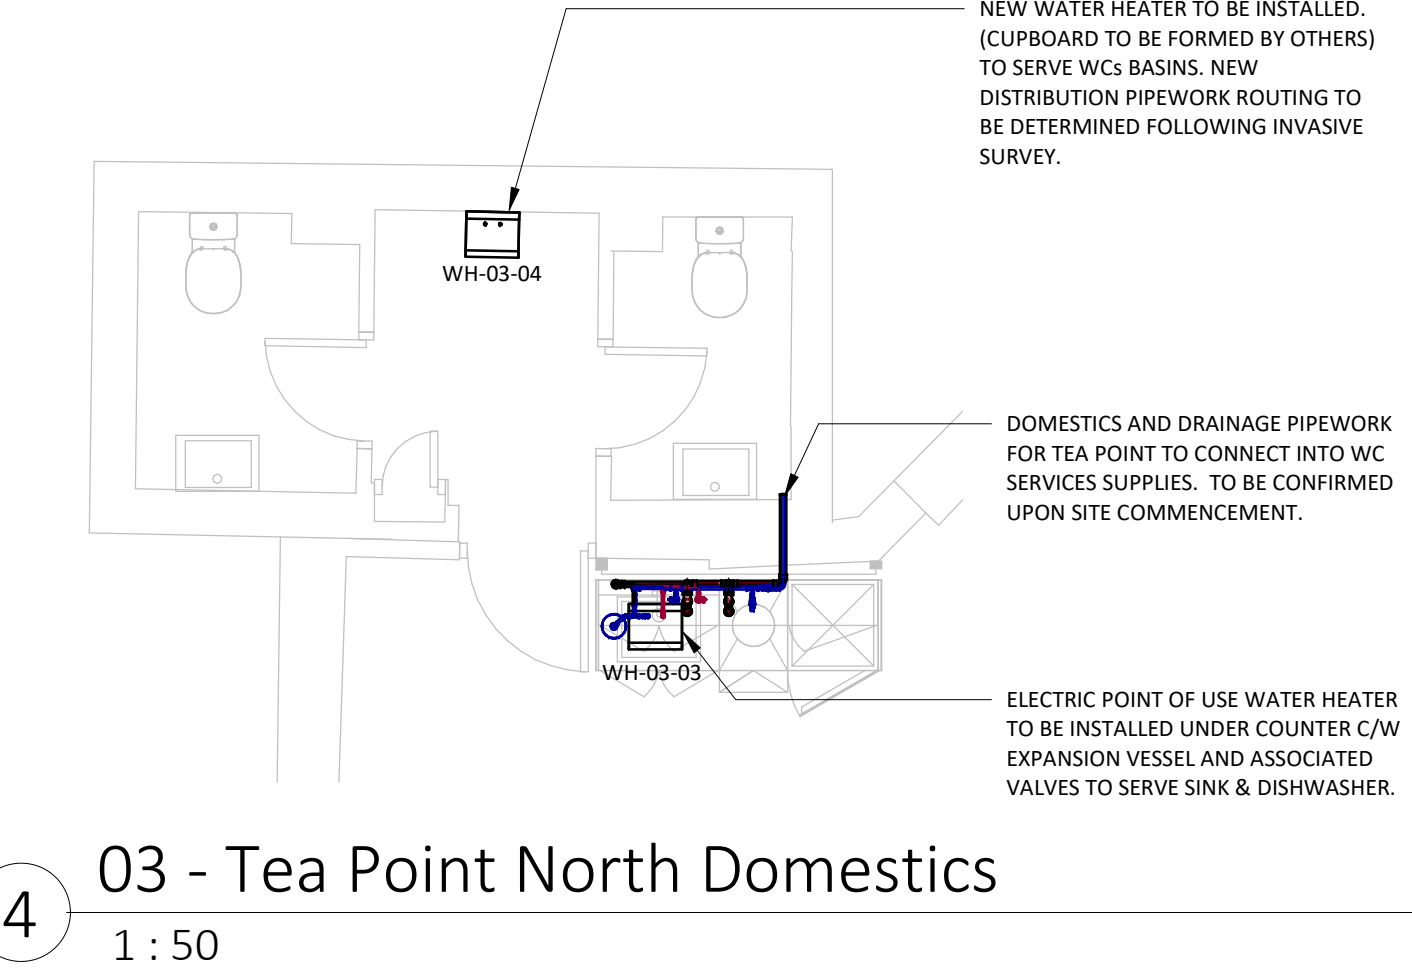 NEW WATER HEATER TO BE INSTALLED.
(CUPBOARD TO BE FORMED BY OTHERS)
TO SERVE WCs BASINS. NEW
DISTRIBUTION PIPEWORK ROUTING TO
BE DETERMINED FOLLOWING INVASIVE
SURVEY.
WH-03-04
DOMESTICS AND DRAINAGE PIPEWORK
FOR TEA POINT TO CONNECT INTO WC
SERVICES SUPPLIES. TO BE CONFIRMED
UPON SITE COMMENCEMENT.
WH-03-03
ELECTRIC POINT OF USE WATER HEATER
TO BE INSTALLED UNDER COUNTER C/W
EXPANSION VESSEL AND ASSOCIATED
VALVES TO SERVE SINK & DISHWASHER.
03 - Tea Point North Domestics
4
1 : 50